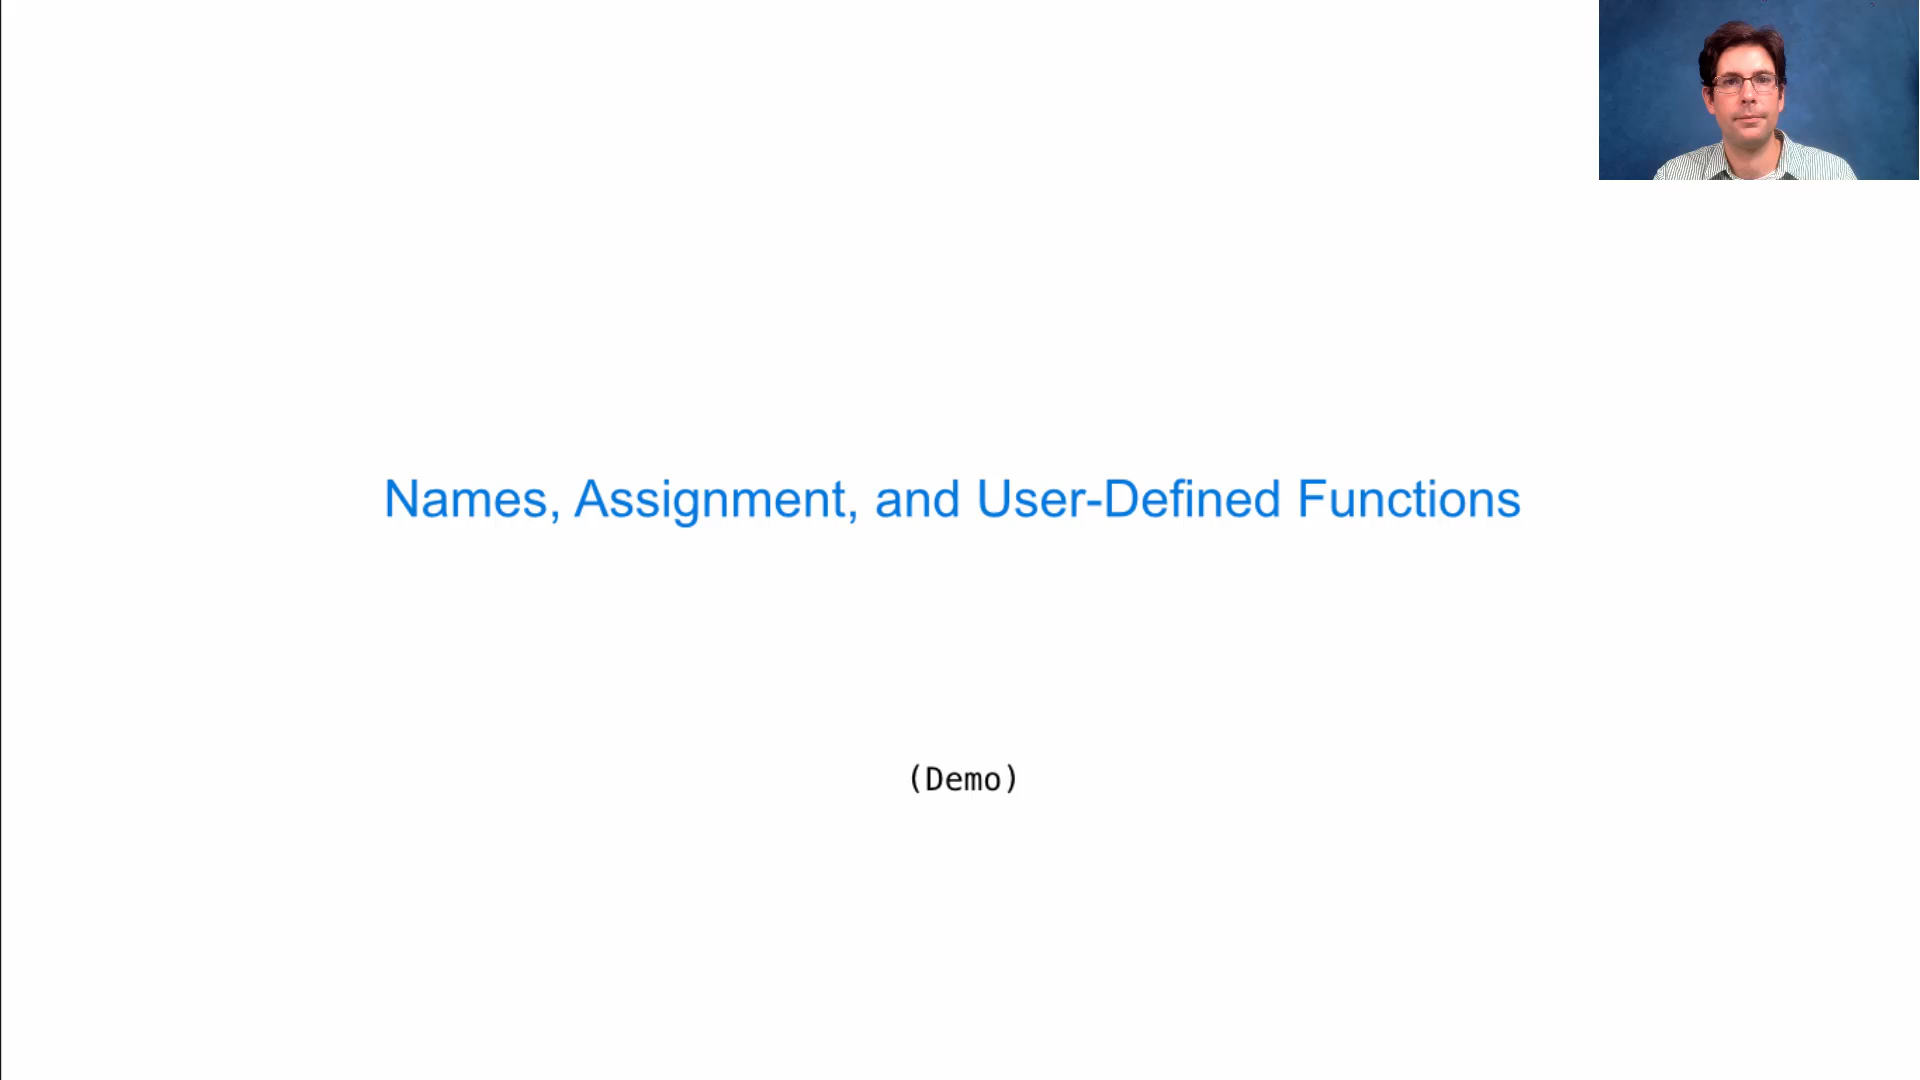 Names, Assignment, and User-Defined Functions
(Demo)